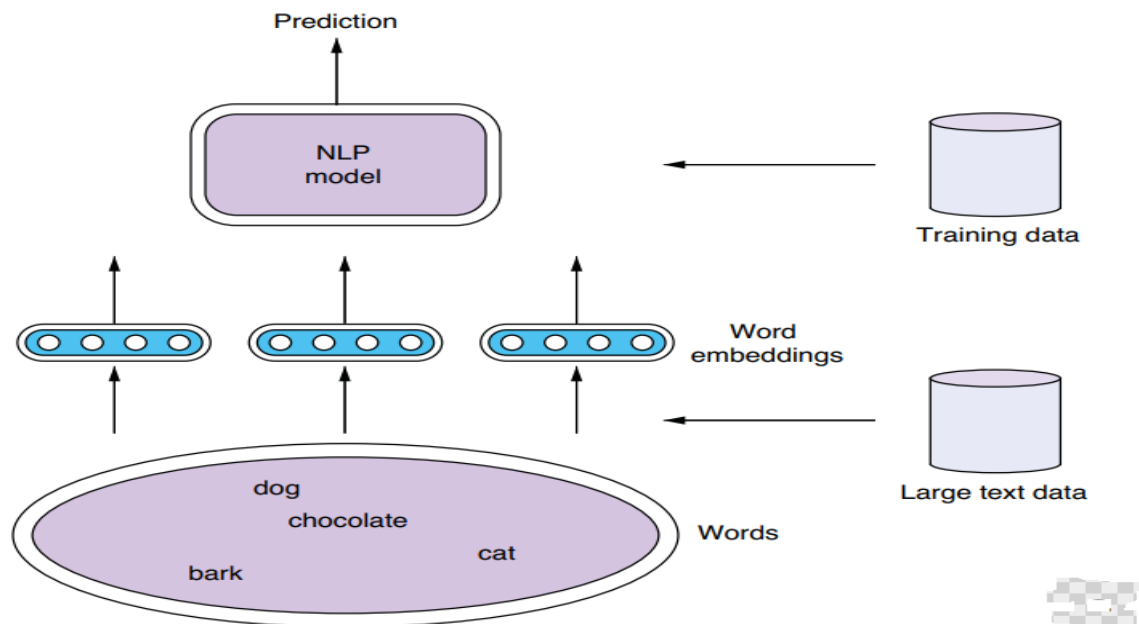 Prediction
NLP
model
Training data
Word
embeddings
Large text data
dog
chocolate
Words
cat
bark